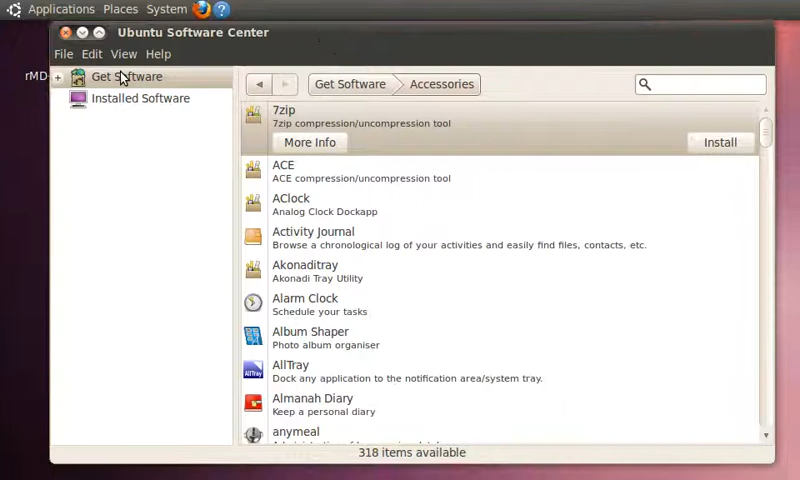 Applications Places System
Ubuntu Software Center
File Edit View Help
rMD
Get Software
Installed Software
Get Software Accessories
7zip
7zip compression/uncompression tool
More Info Install
ACE
ACE compression/uncompression tool
AClock
Analog Clock Dockapp
Activity Journal
Browse a chronological log of your activities and easily find files, contacts, etc.
Akonaditray
Akonadi Tray Utility
Alarm Clock
Schedule your tasks
Album Shaper
Photo album organiser
AllTray
AllTray
Dock any application to the notification area/system tray.
Almanah Diary
Keep a personal diary
anymeal
318 items available